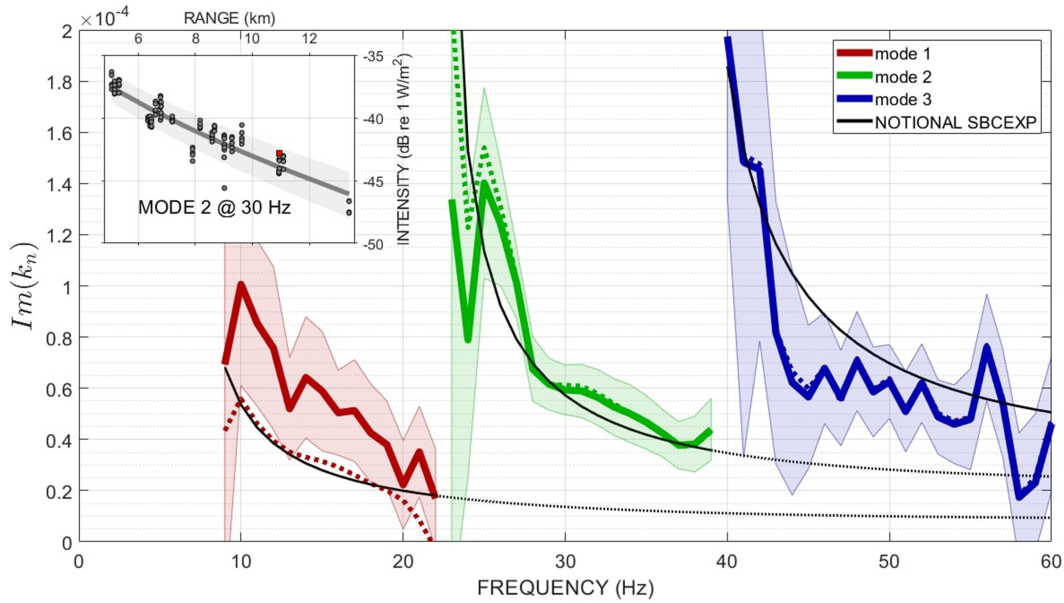 ×10⁻⁴
RANGE (km)
6 8 10 12
-35
-40
-45
-50
INTENSITY (dB re 1 W/m²)
MODE 2 @ 30 Hz
mode 1
mode 2
mode 3
NOTIONAL SBCEXP
2
1.8
1.6
1.4
1.2
1
0.8
0.6
0.4
0.2
0
Im(kₙ)
0 10 20 30 40 50 60
FREQUENCY (Hz)